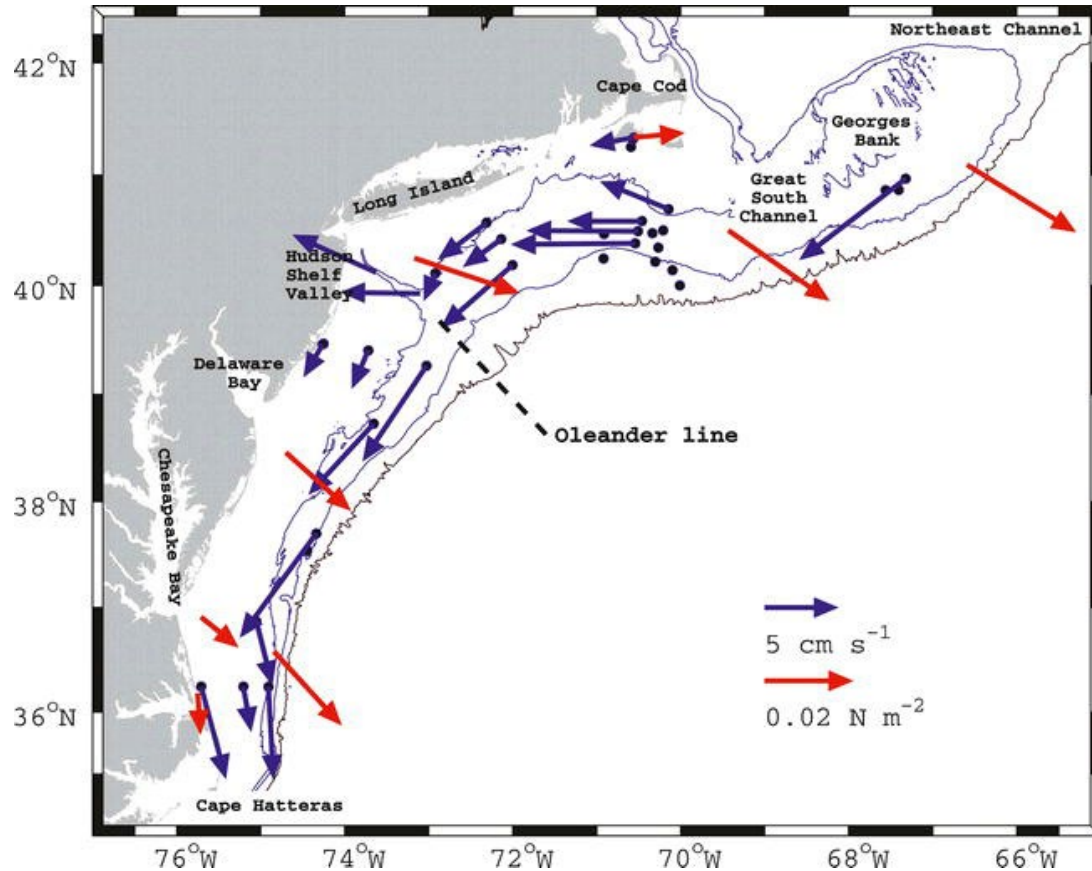 Northeast Channel
42°N
Cape Cod
Georges
Bank
Long Island
Great
South
Channel
Hudson
Shelf
Valley
40°N
Delaware
Bay
Oleander line
Chesapeake Bay
38°N
5 cm s⁻¹
0.02 N m⁻²
36°N
Cape Hatteras
76°W
74°W
72°W
70°W
68°W
66°W